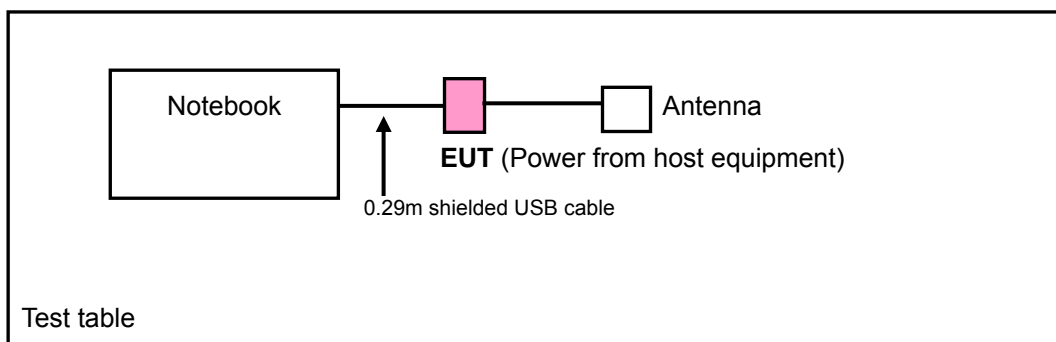 Notebook
Antenna
EUT (Power from host equipment)
0.29m shielded USB cable
Test table